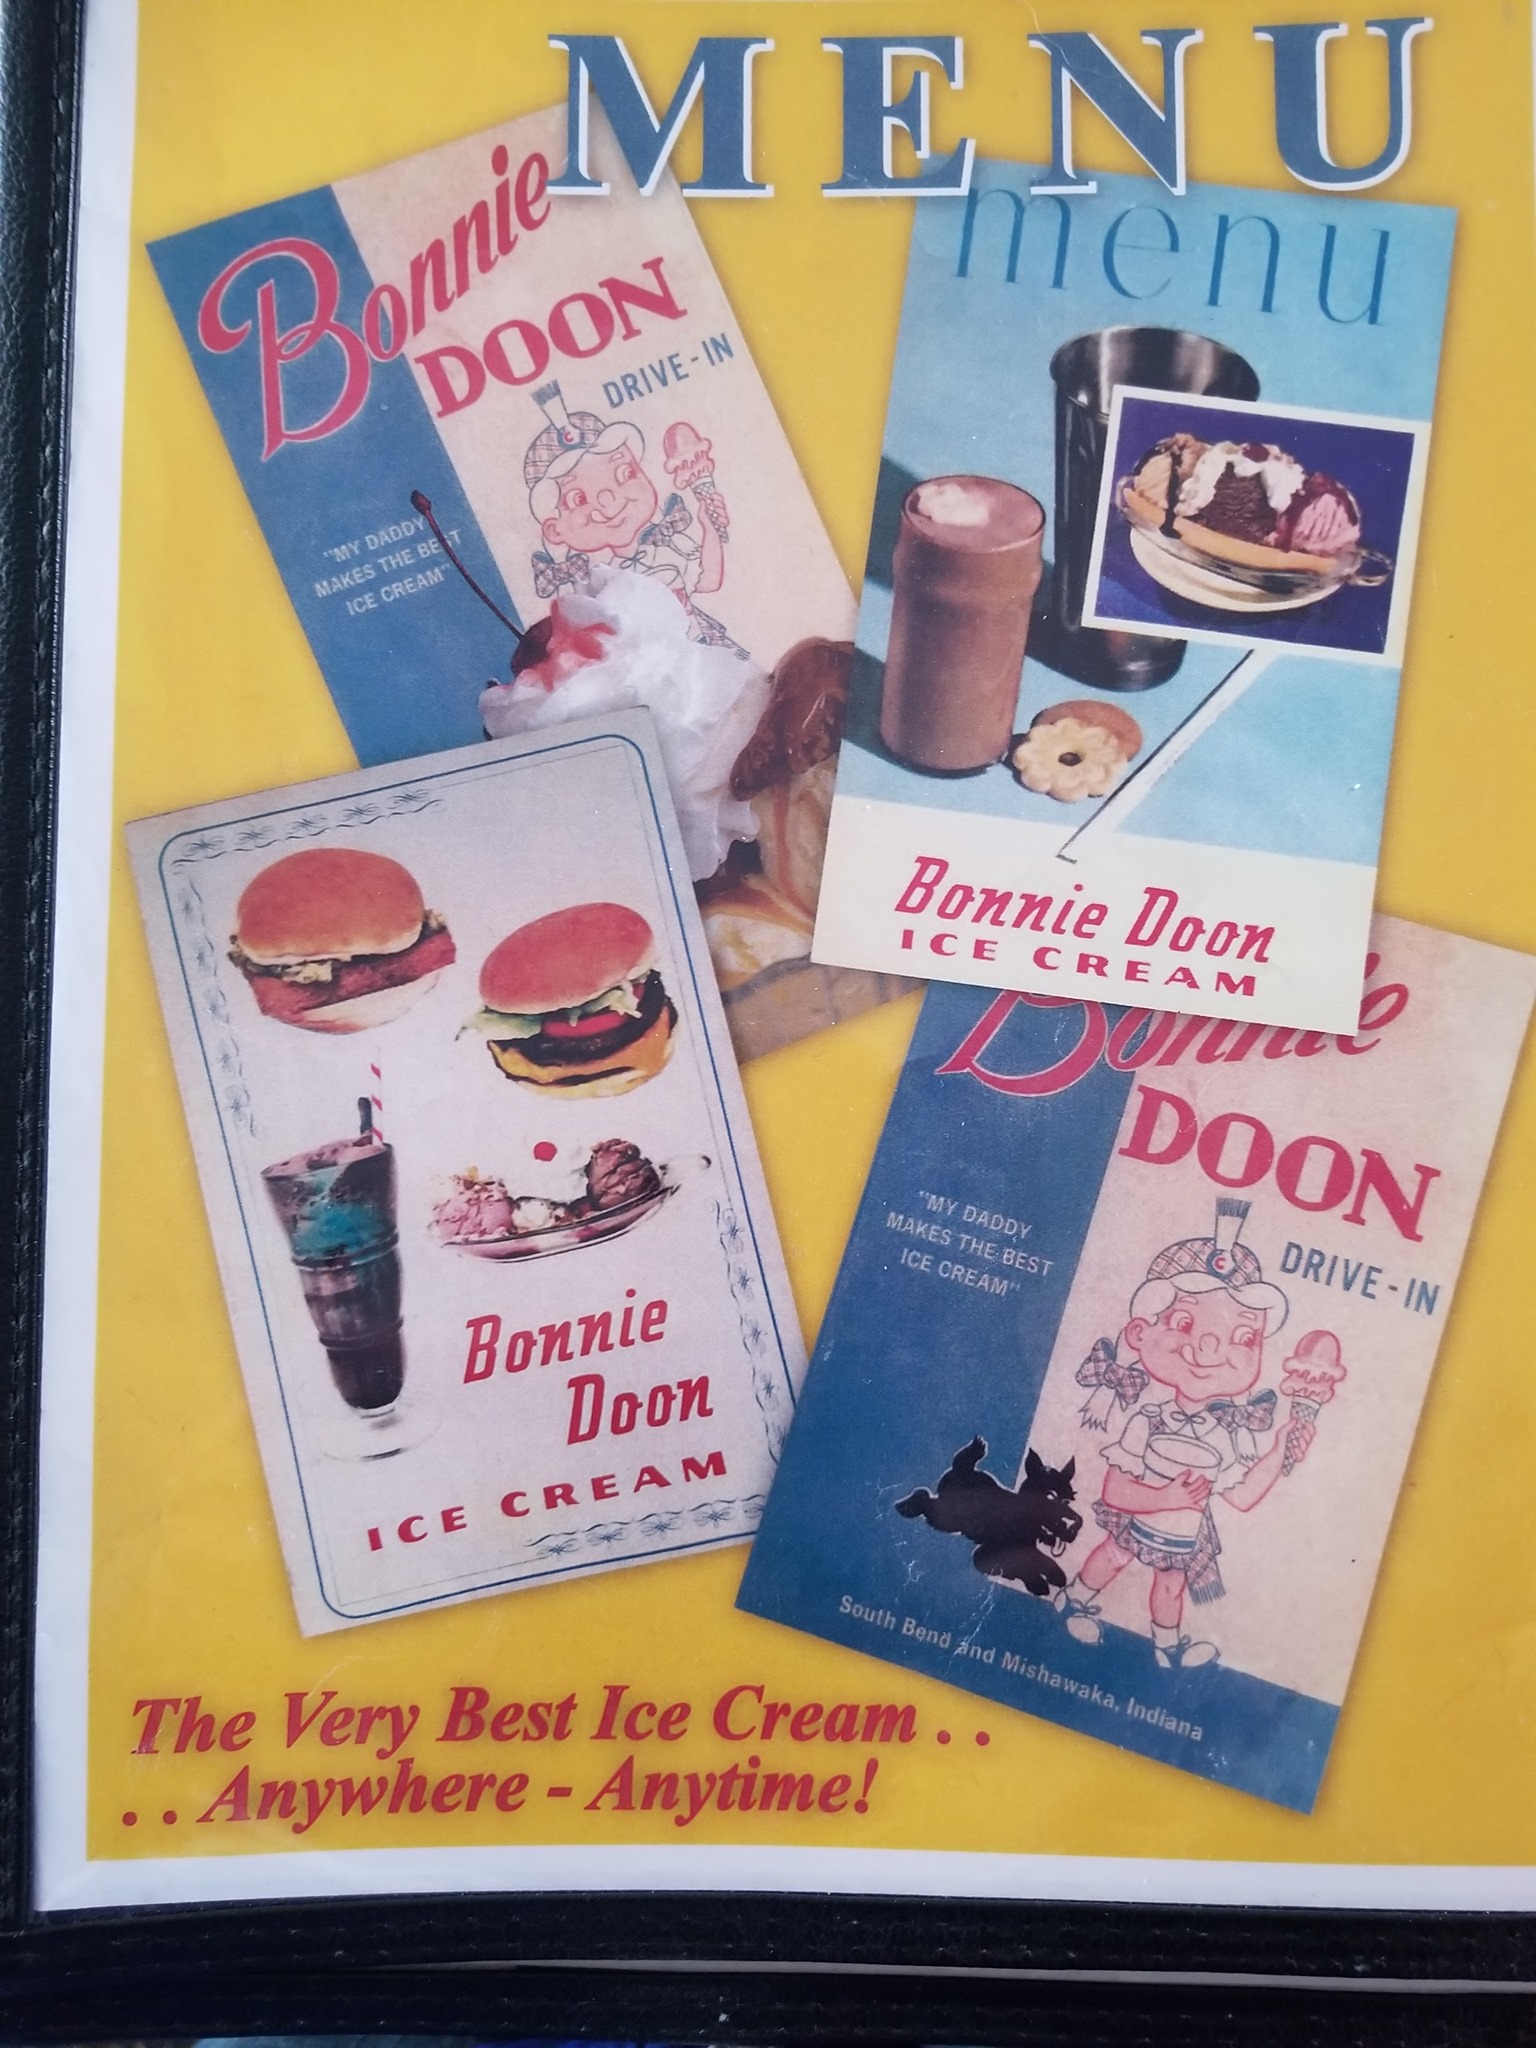 MENU
Bonnie
DOON
DRIVE-IN
C
"MY DADDY
MAKES THE BEST
ICE CREAM"
menu
Bonnie Doon
ICE CREAM
Bonnie
Doon
ICE CREAM
Bonnie
DOON
DRIVE-IN
C
"MY DADDY
MAKES THE BEST
ICE CREAM"
South Bend and Mishawaka, Indiana
The Very Best Ice Cream . .
. . Anywhere - Anytime!